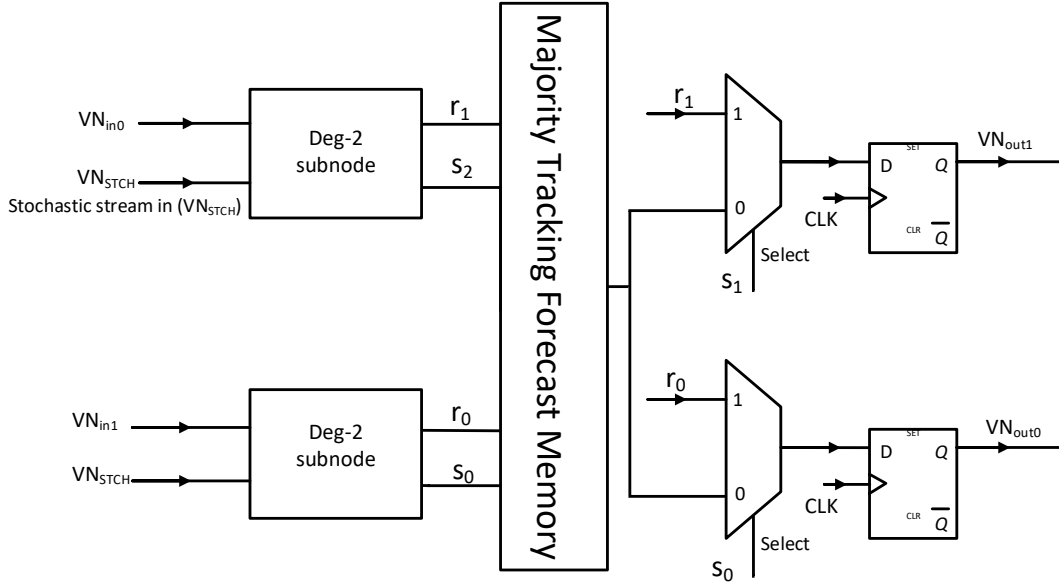 VNin0
VNSTCH
Stochastic stream in (VNSTCH)
Deg-2
subnode
r1
s2
VNin1
VNSTCH
Deg-2
subnode
r0
s0
Majority Tracking Forecast Memory
r1
1
0
Select
s1
D
SET
Q
CLR
Q
CLK
VNout1
r0
1
0
Select
s0
D
SET
Q
CLR
Q
CLK
VNout0